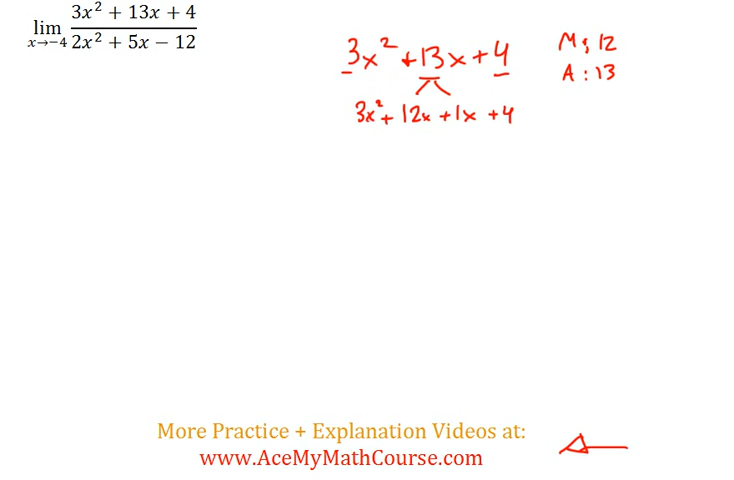 lim x→−4 (3x² + 13x + 4)/(2x² + 5x − 12)
3x² + 13x + 4
M: 12
A: 13
3x² + 12x + 1x + 4
More Practice + Explanation Videos at:
www.AceMyMathCourse.com